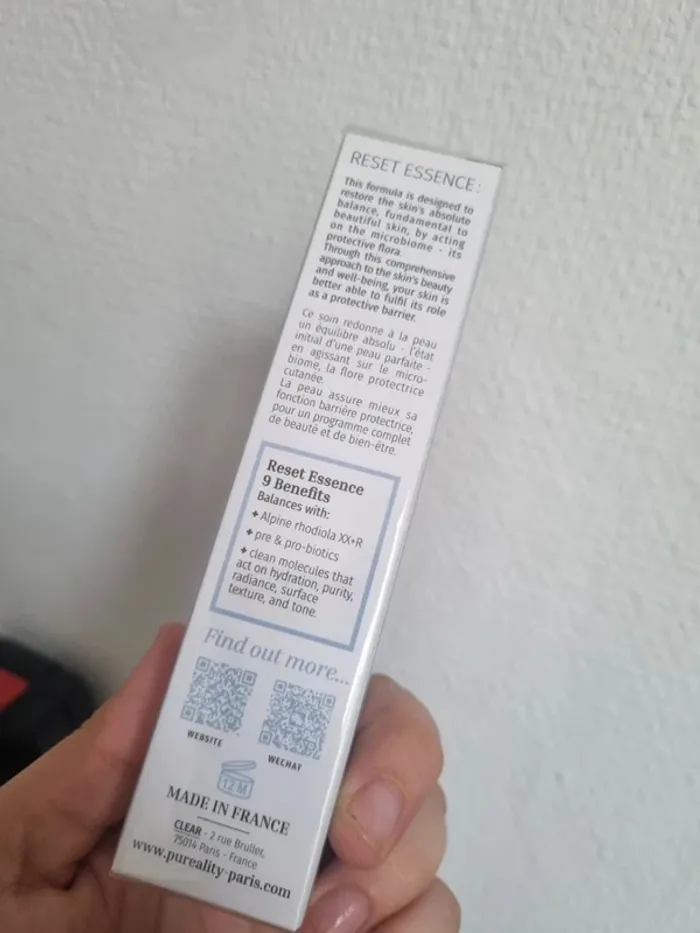 RESET ESSENCE :
This formula is designed to
restore the skin's absolute
balance, fundamental to
beautiful skin, by acting
on the microbiome - its
protective flora.
Through this comprehensive
approach to the skin's beauty
and well-being, your skin is
better able to fulfil its role
as a protective barrier.
Ce soin redonne à la peau
un équilibre absolu - l'état
initial d'une peau parfaite -
en agissant sur le micro-
biome, la flore protectrice
cutanée.
La peau assure mieux sa
fonction barrière protectrice,
pour un programme complet
de beauté et de bien-être.
Reset Essence
9 Benefits
Balances with:
✦ Alpine rhodiola XX+R
✦ pre & pro-biotics
✦ clean molecules that
act on hydration, purity,
radiance, surface
texture, and tone.
Find out more...
WEBSITE
WECHAT
12 M
MADE IN FRANCE
CLEAR - 2 rue Bruller,
75014 Paris - France
www.pureality-paris.com